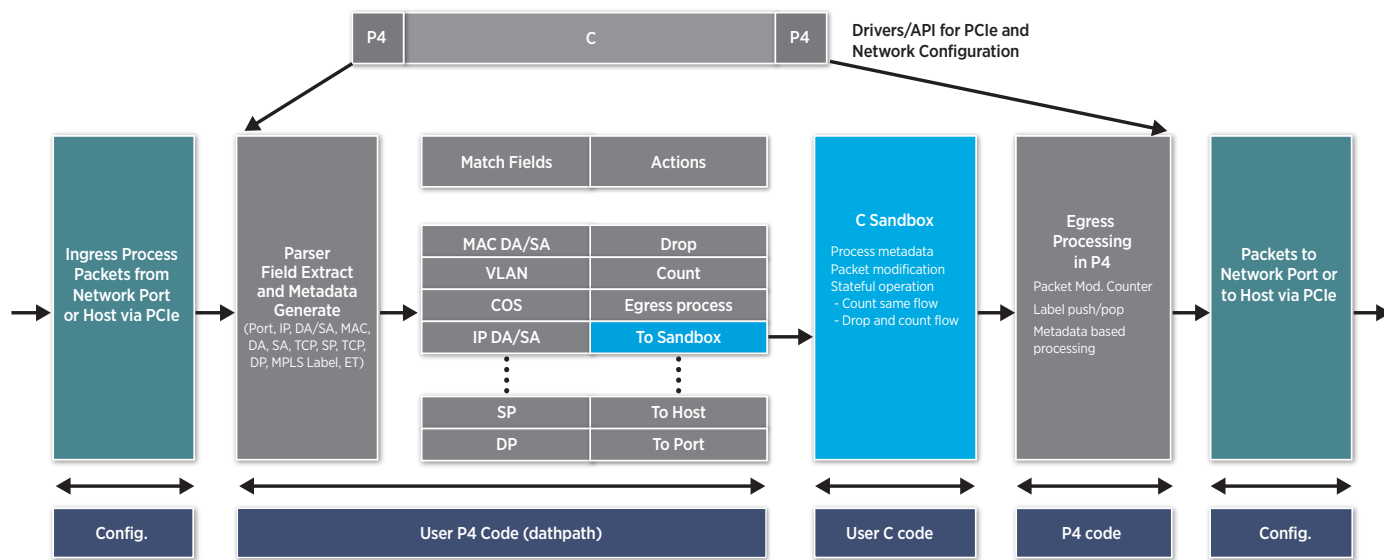 P4
C
P4
Drivers/API for PCIe and
Network Configuration
Ingress Process
Packets from
Network Port
or Host via PCIe
Parser
Field Extract
and Metadata
Generate
(Port, IP, DA/SA, MAC,
DA, SA, TCP, SP, TCP,
DP, MPLS Label, ET)
Match Fields
Actions
MAC DA/SA
Drop
VLAN
Count
COS
Egress process
IP DA/SA
To Sandbox
SP
To Host
DP
To Port
C Sandbox
Process metadata
Packet modification
Stateful operation
- Count same flow
- Drop and count flow
Egress
Processing
in P4
Packet Mod. Counter
Label push/pop
Metadata based
processing
Packets to
Network Port or
to Host via PCIe
Config.
User P4 Code (dathpath)
User C code
P4 code
Config.